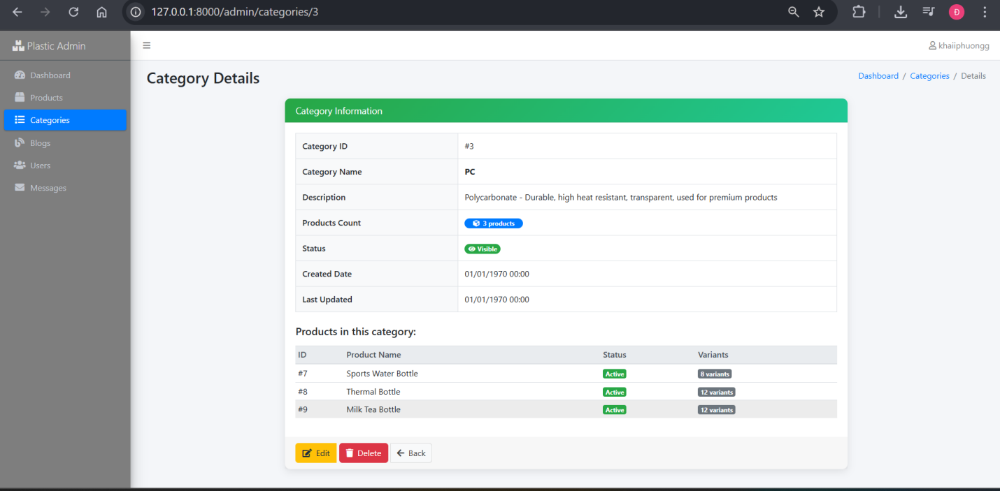 127.0.0.1:8000/admin/categories/3
Đ
Plastic Admin
khaiiphuongg
Dashboard
Products
Categories
Blogs
Users
Messages
Category Details
Dashboard / Categories / Details
Category Information
Category ID #3
Category Name PC
Description Polycarbonate - Durable, high heat resistant, transparent, used for premium products
Products Count 3 products
Status Visible
Created Date 01/01/1970 00:00
Last Updated 01/01/1970 00:00
Products in this category:
ID Product Name Status Variants
#7 Sports Water Bottle Active 8 variants
#8 Thermal Bottle Active 12 variants
#9 Milk Tea Bottle Active 12 variants
Edit Delete Back